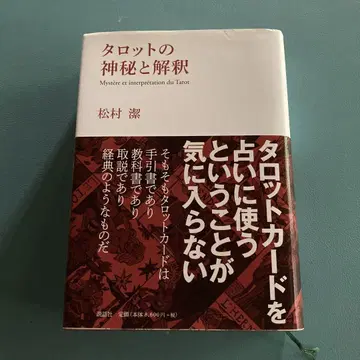 タロットの
神秘と解釈
Mystère et interprétation du Tarot
松村 潔
タロットカードを
占いに使う
ということが
気に入らない
そもそもタロットカードは
手引書であり
教科書であり
取説であり
経典のようなものだ
説話社